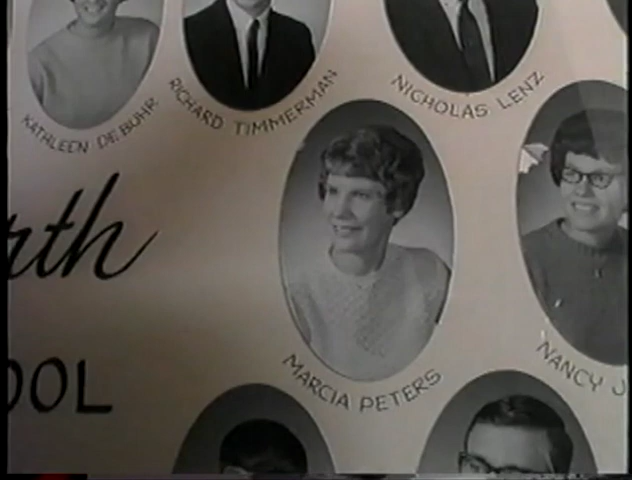 KATHLEEN DE BUHR
RICHARD TIMMERMAN
NICHOLAS LENZ
rth
MARCIA PETERS
NANCY J
OOL